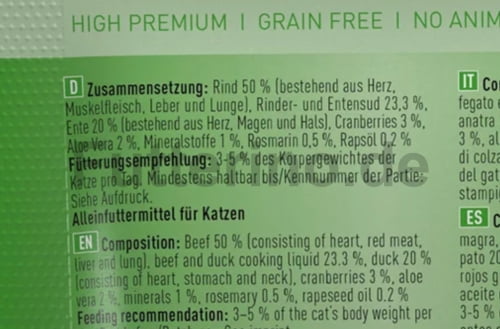 HIGH PREMIUM | GRAIN FREE | NO ANIM
D Zusammensetzung: Rind 50 % (bestehend aus Herz,
Muskelfleisch, Leber und Lunge), Rinder- und Entensud 23,3 %,
Ente 20 % (bestehend aus Herz, Magen und Hals), Cranberries 3 %,
Aloe Vera 2 %, Mineralstoffe 1 %, Rosmarin 0,5 %, Rapsöl 0,2 %
Fütterungsempfehlung: 3-5 % des Körpergewichtes der
Katze pro Tag. Mindestens haltbar bis/Kennnummer der Partie:
Siehe Aufdruck.
Alleinfuttermittel für Katzen
EN Composition: Beef 50 % (consisting of heart, red meat,
liver and lung), beef and duck cooking liquid 23.3 %, duck 20 %
(consisting of heart, stomach and neck), cranberries 3 %, aloe
vera 2 %, minerals 1 %, rosemary 0.5 %, rapeseed oil 0.2 %
Feeding recommendation: 3–5 % of the cat's body weight per
IT Co
fegato e
anatra
3 %, al
di colza
del gat
stampi
ES C
magra,
pato 20
rojos g
aceite
3-5 %